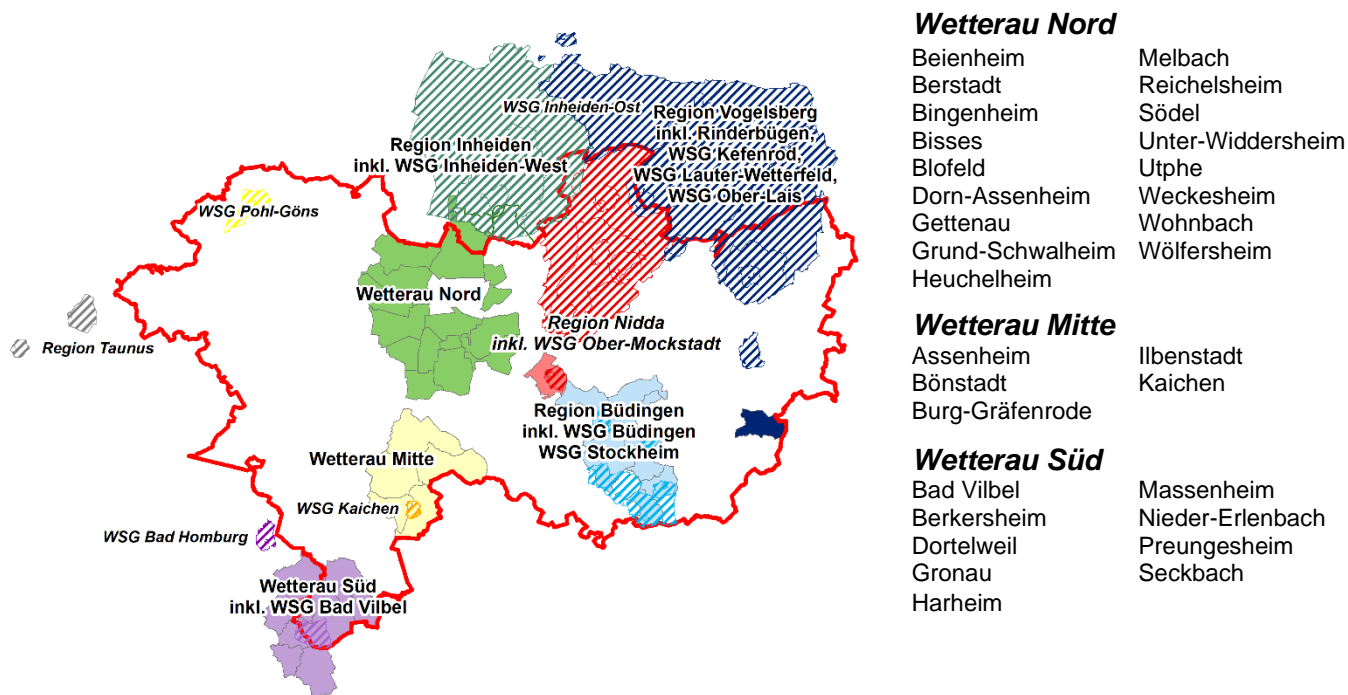 WSG Inheiden-Ost
Region Vogelsberg
inkl. Rinderbügen,
WSG Kefenrod,
WSG Lauter-Wetterfeld,
WSG Ober-Lais
Region Inheiden
inkl. WSG Inheiden-West
WSG Pohl-Göns
Wetterau Nord
Region Taunus
Region Nidda
inkl. WSG Ober-Mockstadt
Region Büdingen
inkl. WSG Büdingen
WSG Stockheim
Wetterau Mitte
WSG Kaichen
WSG Bad Homburg
Wetterau Süd
inkl. WSG Bad Vilbel
Wetterau Nord
Beienheim
Berstadt
Bingenheim
Bisses
Blofeld
Dorn-Assenheim
Gettenau
Grund-Schwalheim
Heuchelheim
Melbach
Reichelsheim
Södel
Unter-Widdersheim
Utphe
Weckesheim
Wohnbach
Wölfersheim
Wetterau Mitte
Assenheim
Bönstadt
Burg-Gräfenrode
Ilbenstadt
Kaichen
Wetterau Süd
Bad Vilbel
Berkersheim
Dortelweil
Gronau
Harheim
Massenheim
Nieder-Erlenbach
Preungesheim
Seckbach